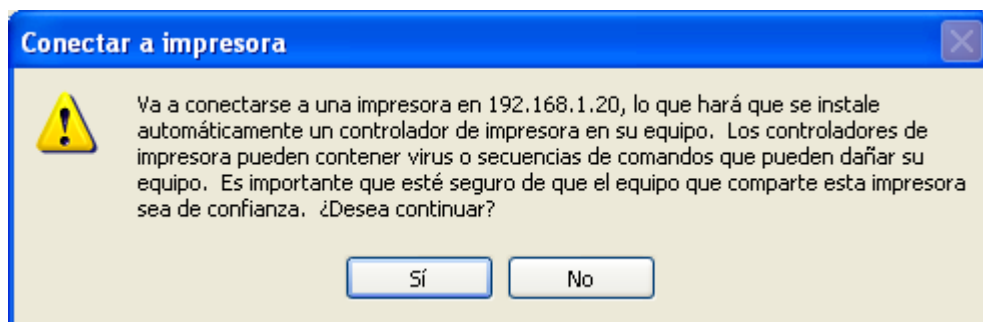 Conectar a impresora
Va a conectarse a una impresora en 192.168.1.20, lo que hará que se instale
automáticamente un controlador de impresora en su equipo.  Los controladores de
impresora pueden contener virus o secuencias de comandos que pueden dañar su
equipo.  Es importante que esté seguro de que el equipo que comparte esta impresora
sea de confianza.  ¿Desea continuar?
Sí
No